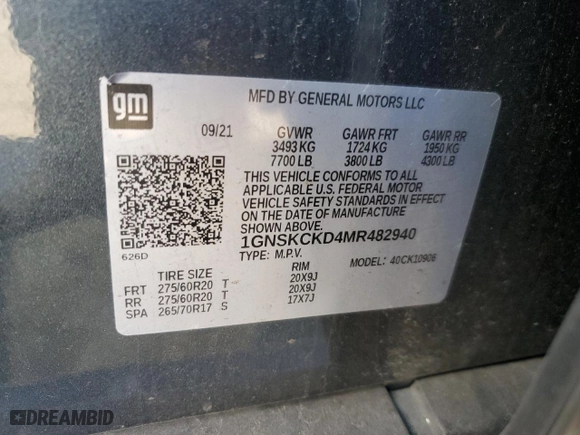 gm
MFD BY GENERAL MOTORS LLC
09/21 GVWR GAWR FRT GAWR RR
3493 KG 1724 KG 1950 KG
7700 LB 3800 LB 4300 LB
THIS VEHICLE CONFORMS TO ALL
APPLICABLE U.S. FEDERAL MOTOR
VEHICLE SAFETY STANDARDS IN EFFECT
ON THE DATE OF MANUFACTURE
SHOWN ABOVE.
1GNSKCKD4MR482940
626D
TYPE: M.P.V. MODEL: 40CK10906
TIRE SIZE RIM
FRT 275/60R20 T 20X9J
RR 275/60R20 T 20X9J
SPA 265/70R17 S 17X7J
DREAMBID